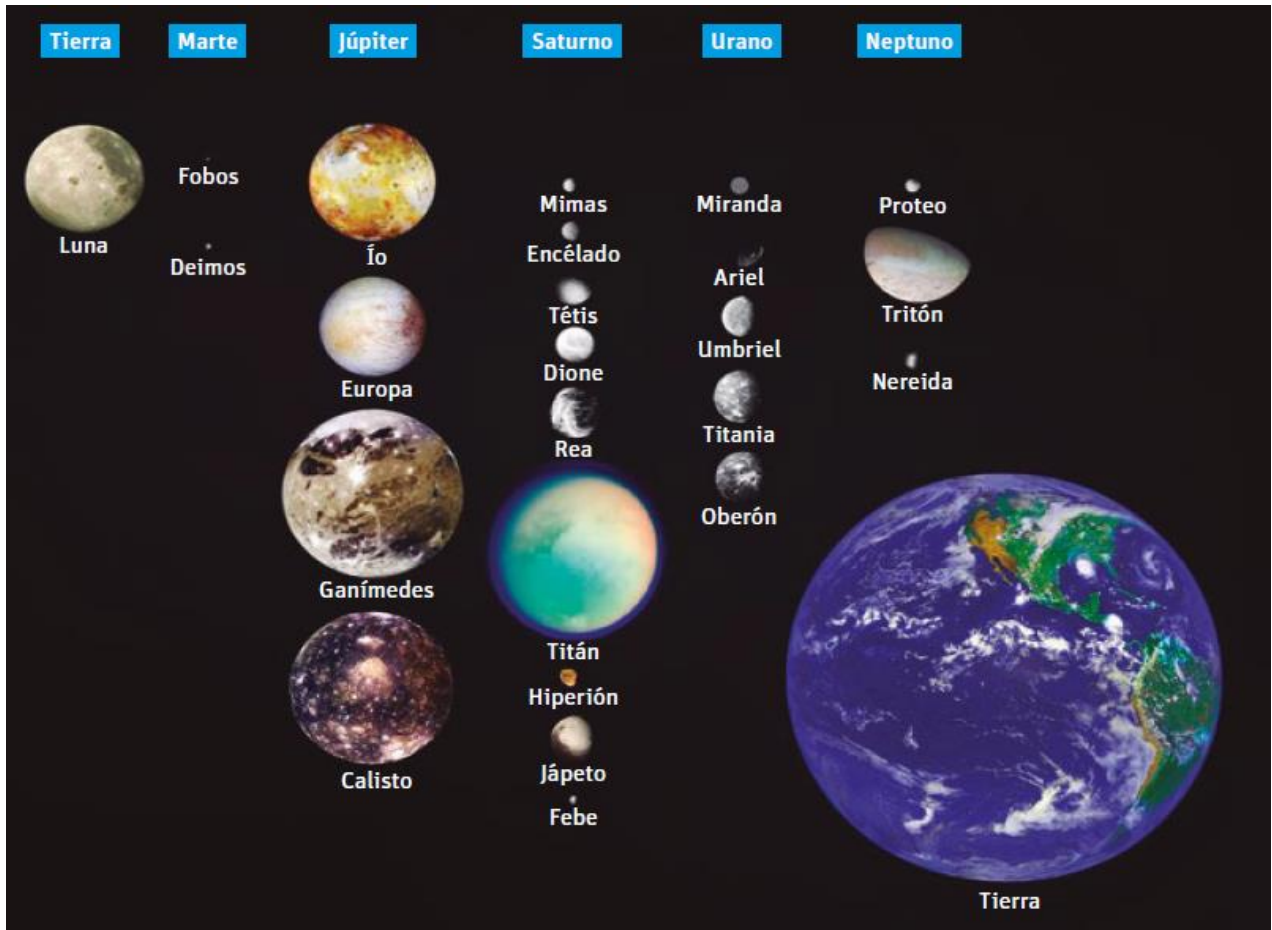 Tierra
Marte
Júpiter
Saturno
Urano
Neptuno
Luna
Fobos
Deimos
Ío
Europa
Ganímedes
Calisto
Mimas
Encélado
Tétis
Dione
Rea
Titán
Hiperión
Jápeto
Febe
Miranda
Ariel
Umbriel
Titania
Oberón
Proteo
Tritón
Nereida
Tierra